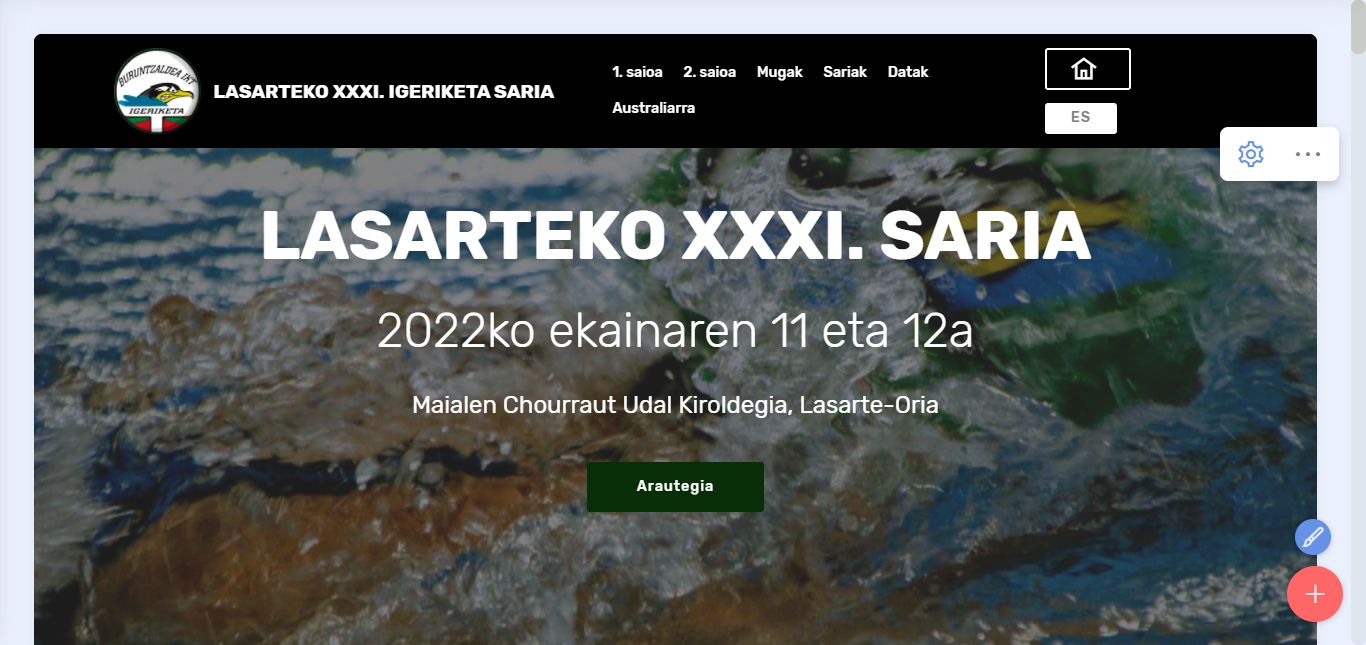 BURUNTZALDEA IKT
IGERIKETA
LASARTEKO XXXI. IGERIKETA SARIA
1. saioa 2. saioa Mugak Sariak Datak
Australiarra
ES
LASARTEKO XXXI. SARIA
2022ko ekainaren 11 eta 12a
Maialen Chourraut Udal Kiroldegia, Lasarte-Oria
Arautegia